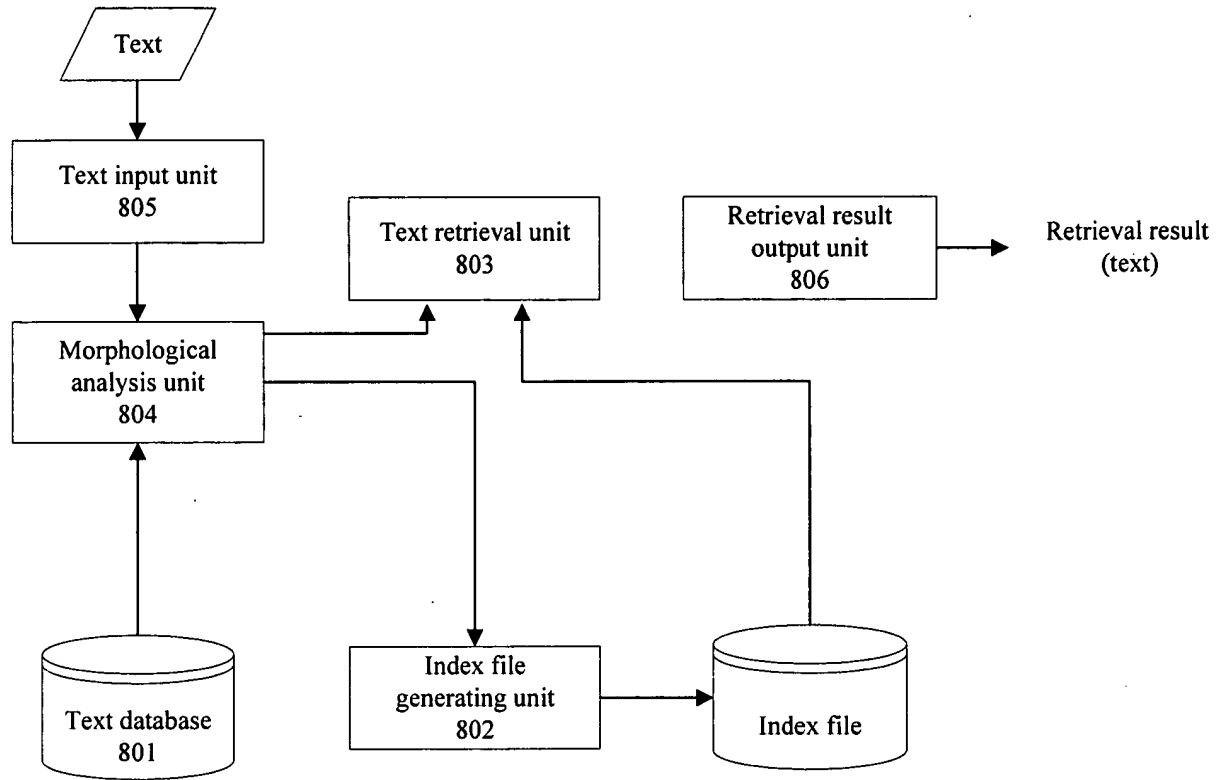 Text
Text input unit
805
Text retrieval unit
803
Retrieval result
output unit
806
Retrieval result
(text)
Morphological
analysis unit
804
Text database
801
Index file
generating unit
802
Index file